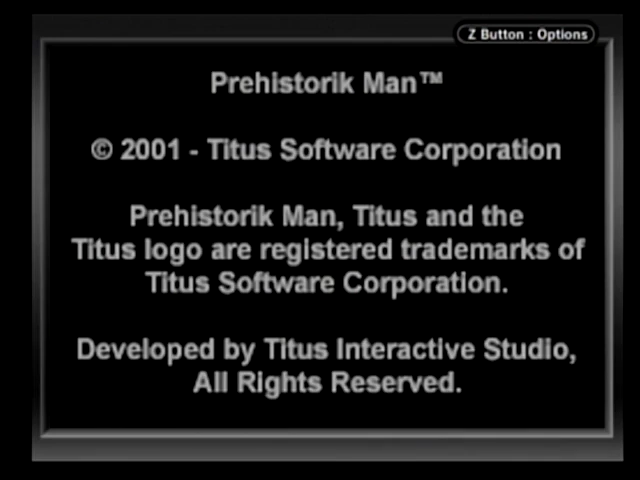 Z Button : Options
Prehistorik Man™
© 2001 - Titus Software Corporation
Prehistorik Man, Titus and the
Titus logo are registered trademarks of
Titus Software Corporation.
Developed by Titus Interactive Studio,
All Rights Reserved.